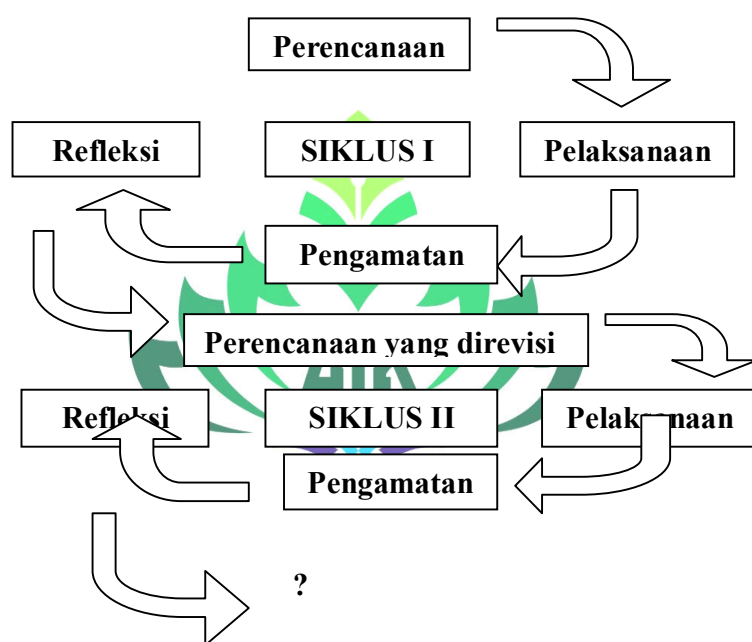 Perencanaan
Refleksi
SIKLUS I
Pelaksanaan
Pengamatan
Perencanaan yang direvisi
Refleksi
SIKLUS II
Pelaksanaan
Pengamatan
?